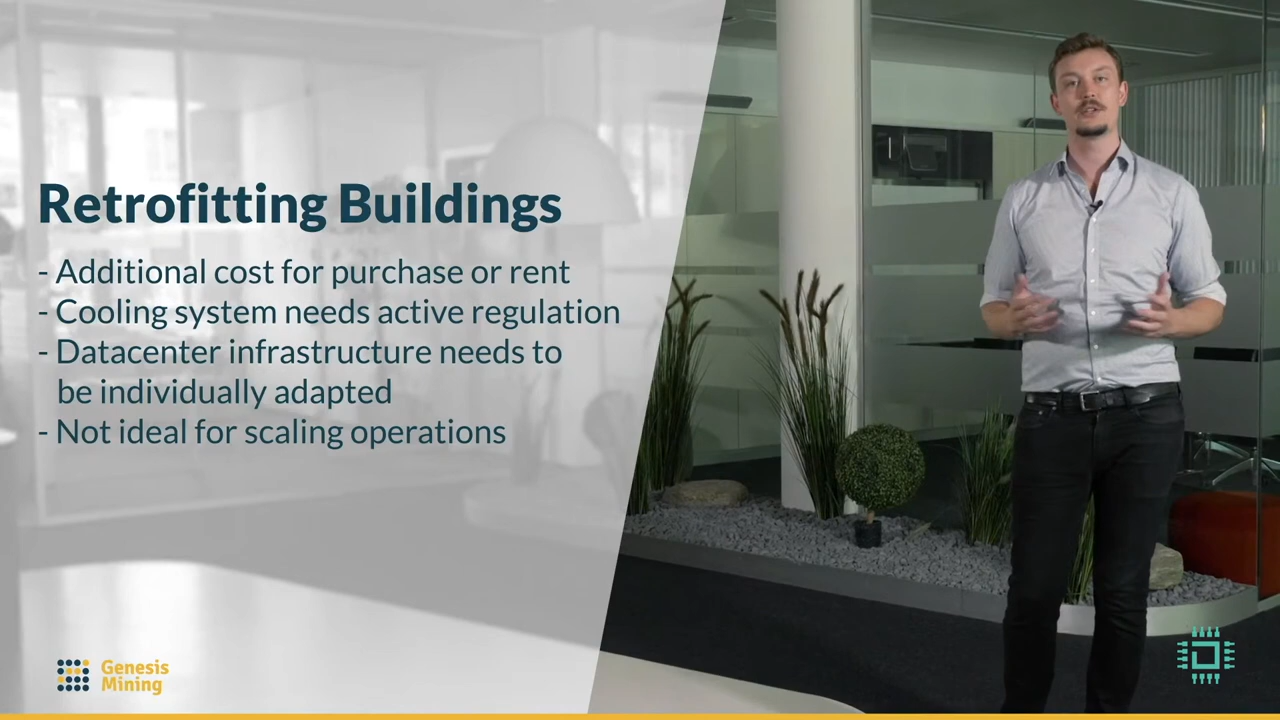 Retrofitting Buildings
- Additional cost for purchase or rent
- Cooling system needs active regulation
- Datacenter infrastructure needs to
be individually adapted
- Not ideal for scaling operations
Genesis
Mining